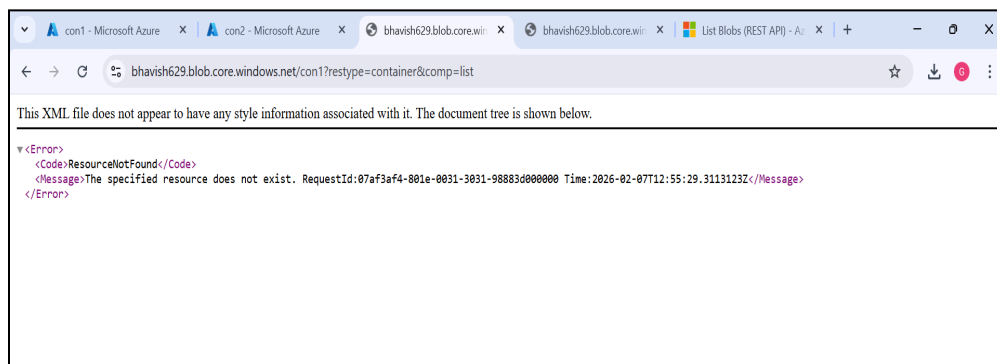 con1 - Microsoft Azure
con2 - Microsoft Azure
bhavish629.blob.core.win
bhavish629.blob.core.win
List Blobs (REST API) - Az
bhavish629.blob.core.windows.net/con1?restype=container&comp=list
G
This XML file does not appear to have any style information associated with it. The document tree is shown below.
<Error>
<Code>ResourceNotFound</Code>
<Message>The specified resource does not exist. RequestId:07af3af4-801e-0031-3031-98883d000000 Time:2026-02-07T12:55:29.3113123Z</Message>
</Error>